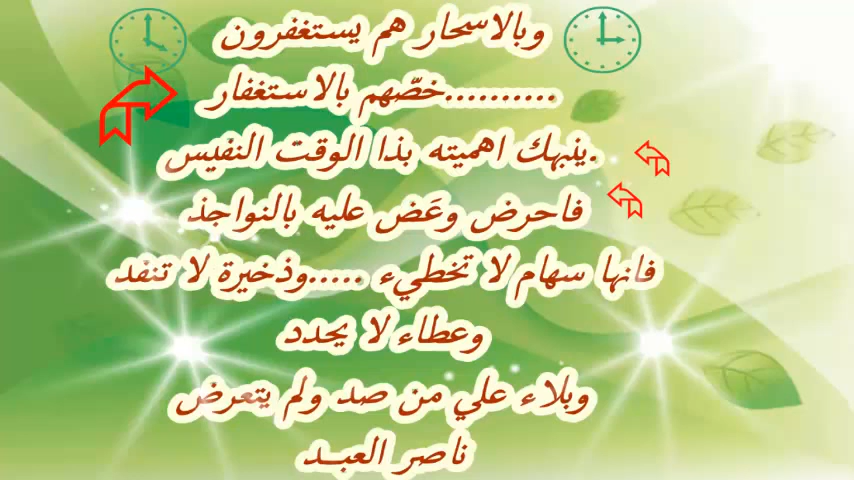 وبالاسحار هم يستغفرون
..........خصّهم بالاستغفار
.ينبهك اهميته بذا الوقت النفيس
فاحرض وعَض عليه بالنواجذ
فانها سهام لا تخطيء .....وذخيرة لا تنفد
وعطاء لا يحدد
وبلاء علي من صد ولم يتعرض
ناصر العبـد